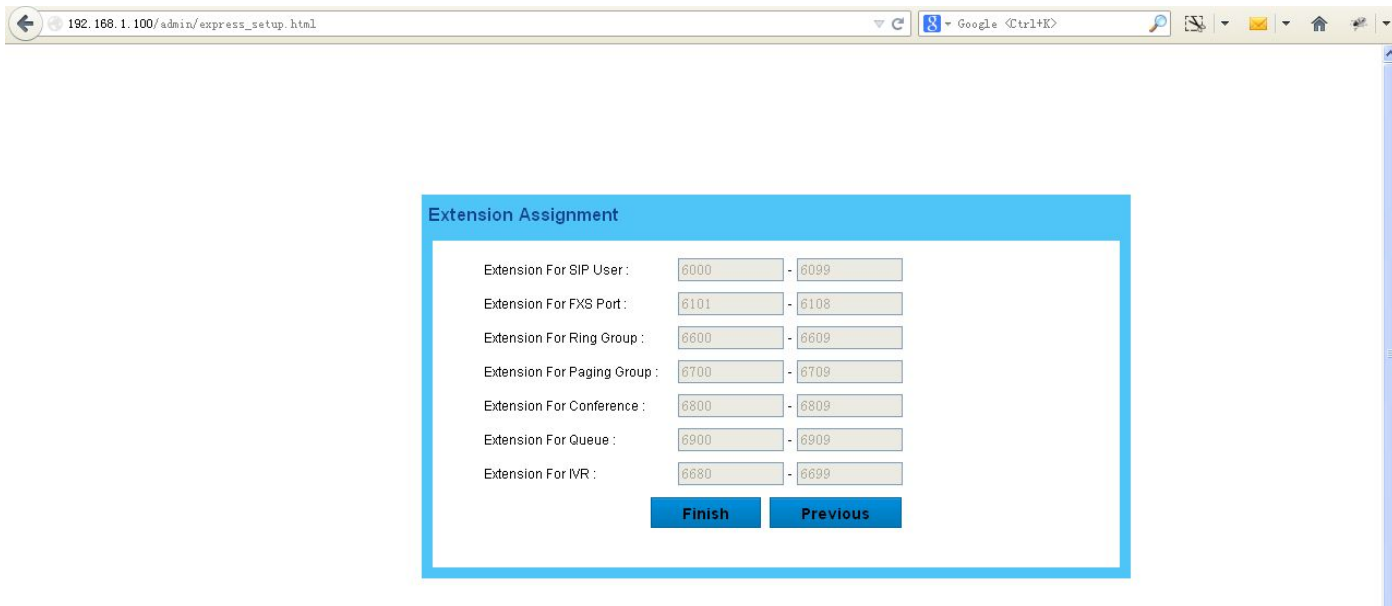 192.168.1.100/admin/express_setup.html Google <Ctrl+K>
Extension Assignment
Extension For SIP User : 6000 - 6099
Extension For FXS Port : 6101 - 6108
Extension For Ring Group : 6600 - 6609
Extension For Paging Group : 6700 - 6709
Extension For Conference : 6800 - 6809
Extension For Queue : 6900 - 6909
Extension For IVR : 6680 - 6699
Finish Previous